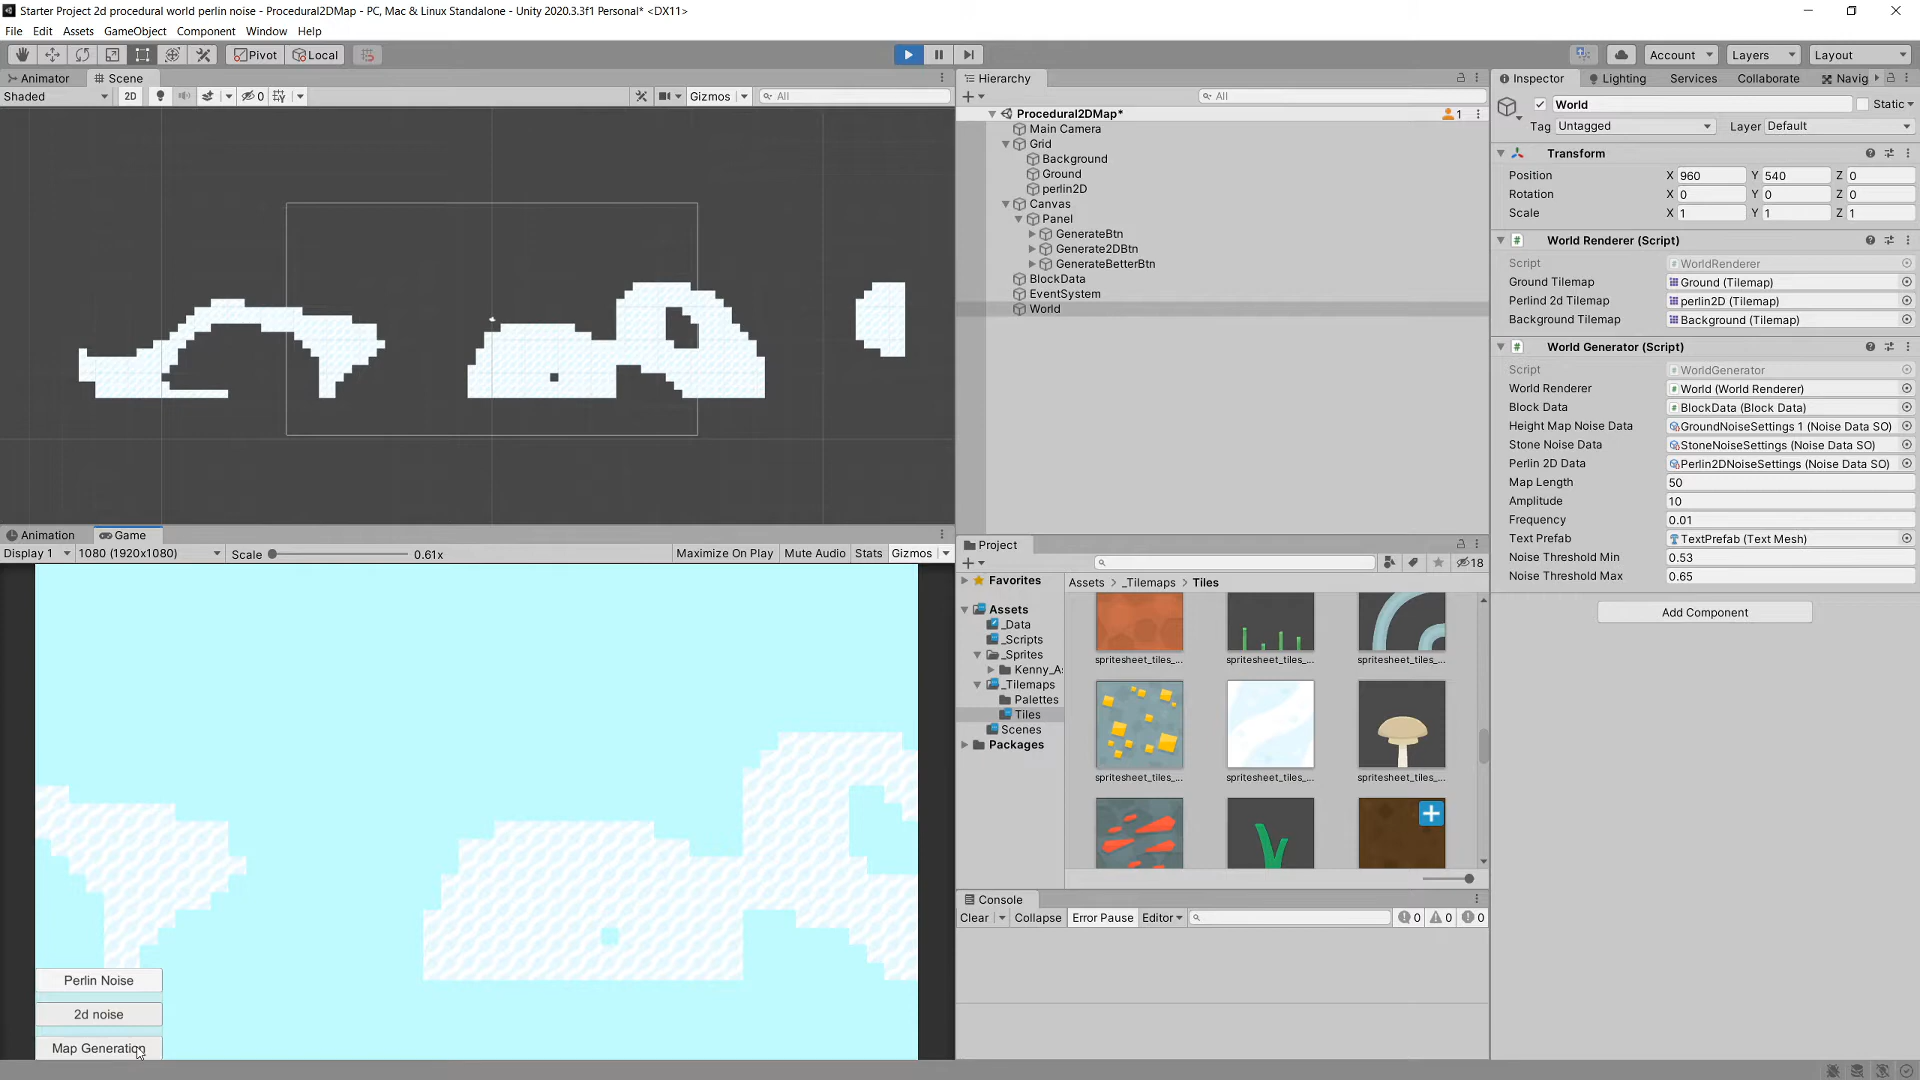 Starter Project 2d procedural world perlin noise - Procedural2DMap - PC, Mac & Linux Standalone - Unity 2020.3.3f1 Personal* <DX11>
File Edit Assets GameObject Component Window Help
Pivot Local Account Layers Layout
Animator Scene
Shaded 2D 0 Gizmos All
Hierarchy
All
Procedural2DMap* 1
Main Camera
Grid
Background
Ground
perlin2D
Canvas
Panel
GenerateBtn
Generate2DBtn
GenerateBetterBtn
BlockData
EventSystem
World
Inspector Lighting Services Collaborate Navig
World Static
Tag Untagged Layer Default
Transform
Position X 960 Y 540 Z 0
Rotation X 0 Y 0 Z 0
Scale X 1 Y 1 Z 1
World Renderer (Script)
Script WorldRenderer
Ground Tilemap Ground (Tilemap)
Perlind 2d Tilemap perlin2D (Tilemap)
Background Tilemap Background (Tilemap)
World Generator (Script)
Script WorldGenerator
World Renderer World (World Renderer)
Block Data BlockData (Block Data)
Height Map Noise Data GroundNoiseSettings 1 (Noise Data SO)
Stone Noise Data StoneNoiseSettings (Noise Data SO)
Perlin 2D Data Perlin2DNoiseSettings (Noise Data SO)
Map Length 50
Amplitude 10
Frequency 0.01
Text Prefab TextPrefab (Text Mesh)
Noise Threshold Min 0.53
Noise Threshold Max 0.65
Add Component
Animation Game
Display 1 1080 (1920x1080) Scale 0.61x Maximize On Play Mute Audio Stats Gizmos
Perlin Noise
2d noise
Map Generation
Project
18
Favorites
Assets
_Data
_Scripts
_Sprites
Kenny_A
_Tilemaps
Palettes
Tiles
Scenes
Packages
Assets > _Tilemaps > Tiles
spritesheet_tiles_... spritesheet_tiles_... spritesheet_tiles_...
spritesheet_tiles_... spritesheet_tiles_... spritesheet_tiles_...
Console
Clear Collapse Error Pause Editor 0 0 0